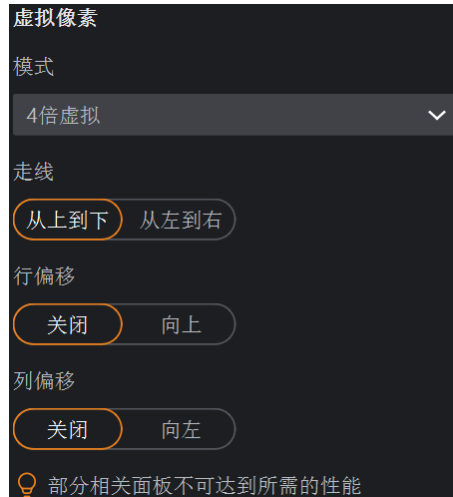 虚拟像素
模式
4倍虚拟
走线
从上到下 从左到右
行偏移
关闭 向上
列偏移
关闭 向左
部分相关面板不可达到所需的性能